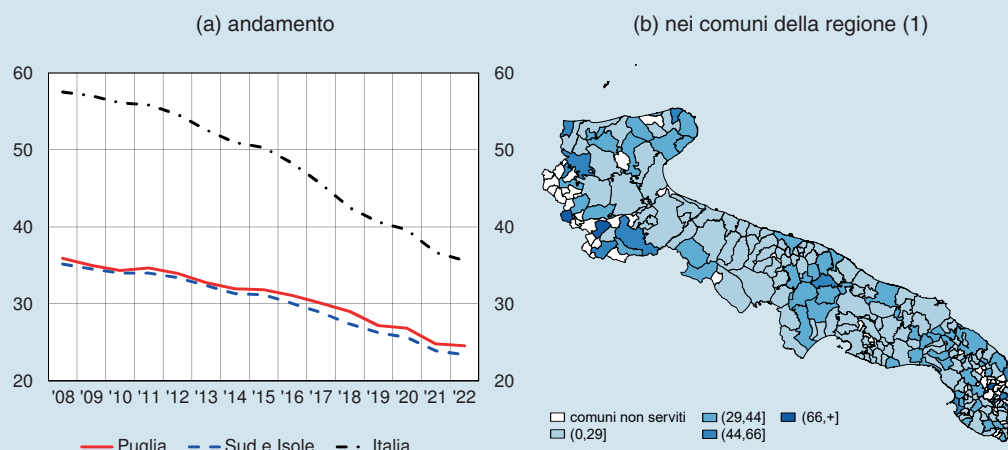 (a) andamento
(b) nei comuni della regione (1)
60
50
40
30
20
60
50
40
30
20
'08 '09 '10 '11 '12 '13 '14 '15 '16 '17 '18 '19 '20 '21 '22
Puglia Sud e Isole Italia
comuni non serviti (29,44] (66,+]
(0,29] (44,66]